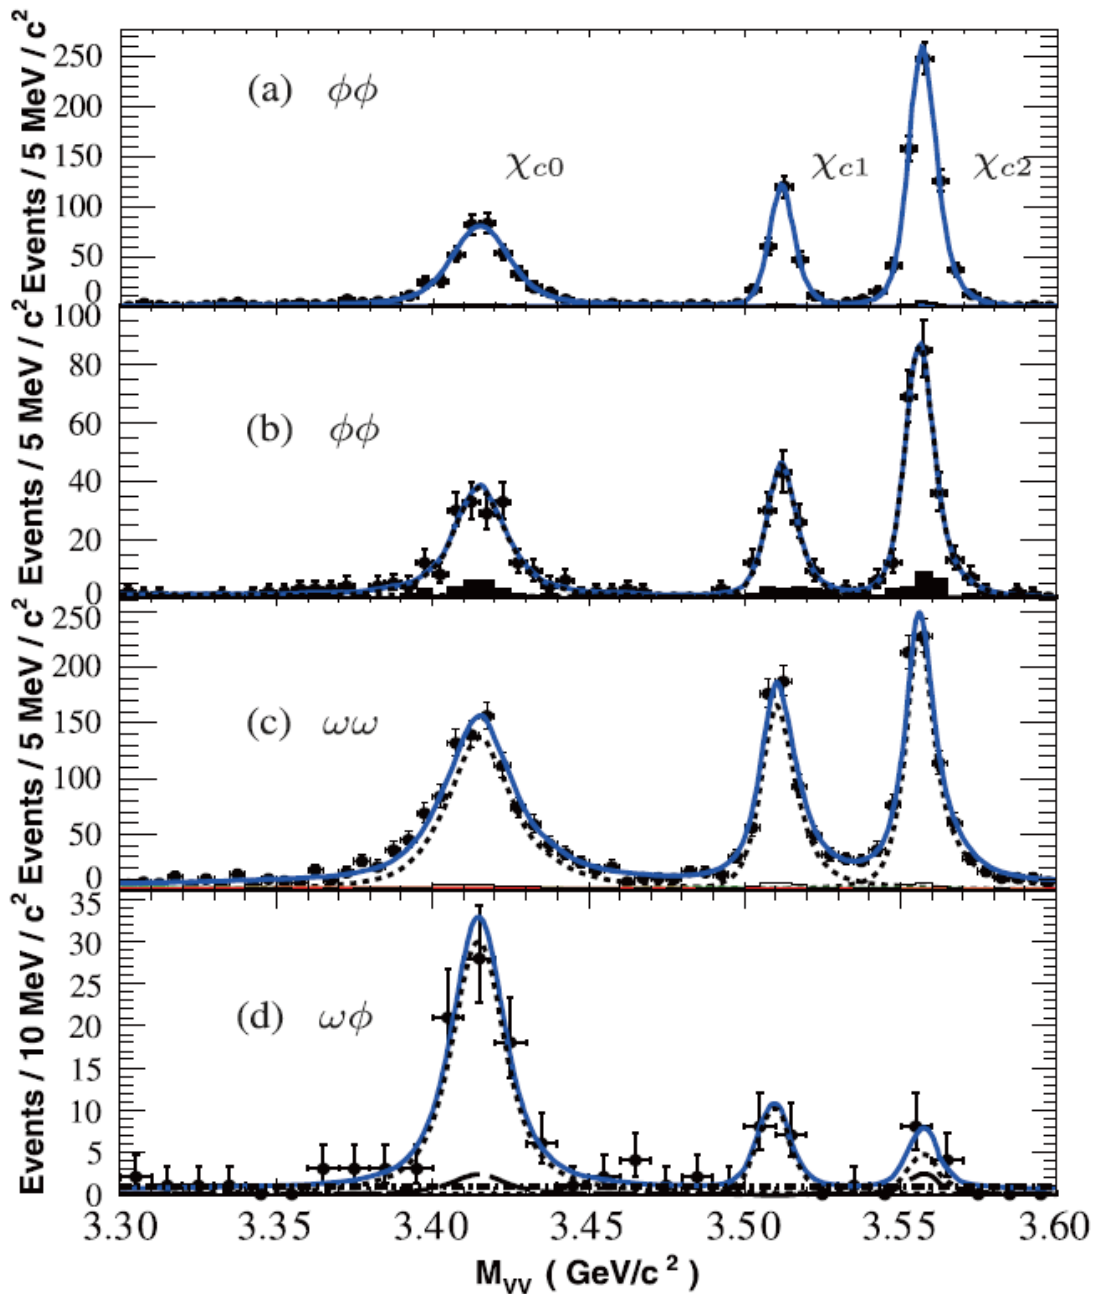 Events / 5 MeV / c²
250
200
150
100
50
0
(a) ϕϕ
χc0
χc1
χc2
Events / 5 MeV / c²
100
80
60
40
20
0
(b) ϕϕ
Events / 5 MeV / c²
250
200
150
100
50
0
(c) ωω
Events / 10 MeV / c²
35
30
25
20
15
10
5
0
(d) ωϕ
3.30 3.40 3.45 3.50 3.55 3.60
M_VV ( GeV/c² )